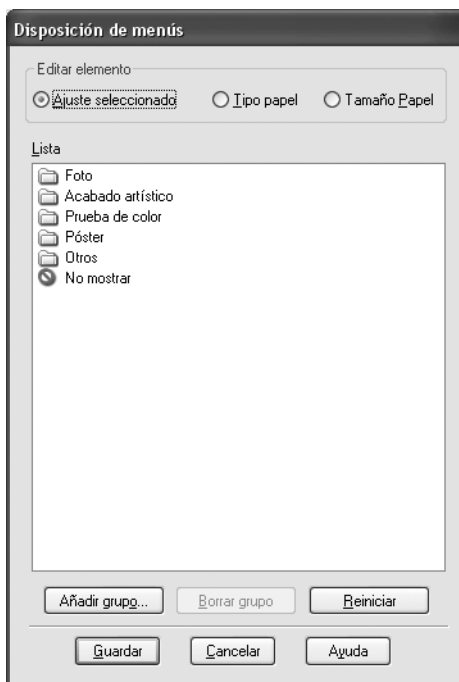 Disposición de menús
Editar elemento
Ajuste seleccionado Tipo papel Tamaño Papel
Lista
Foto
Acabado artístico
Prueba de color
Póster
Otros
No mostrar
Añadir grupo... Borrar grupo Reiniciar
Guardar Cancelar Ayuda